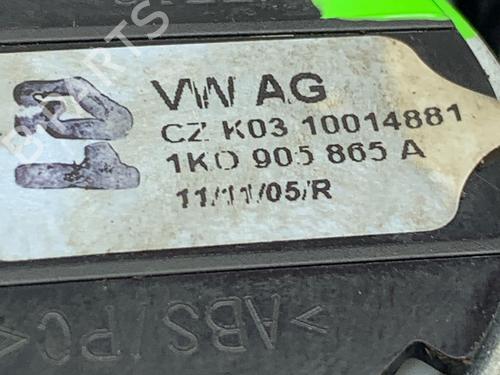 VW AG
CZ K03 10014881
1K0 905 865 A
11/11/05/R
>ABS/PC<